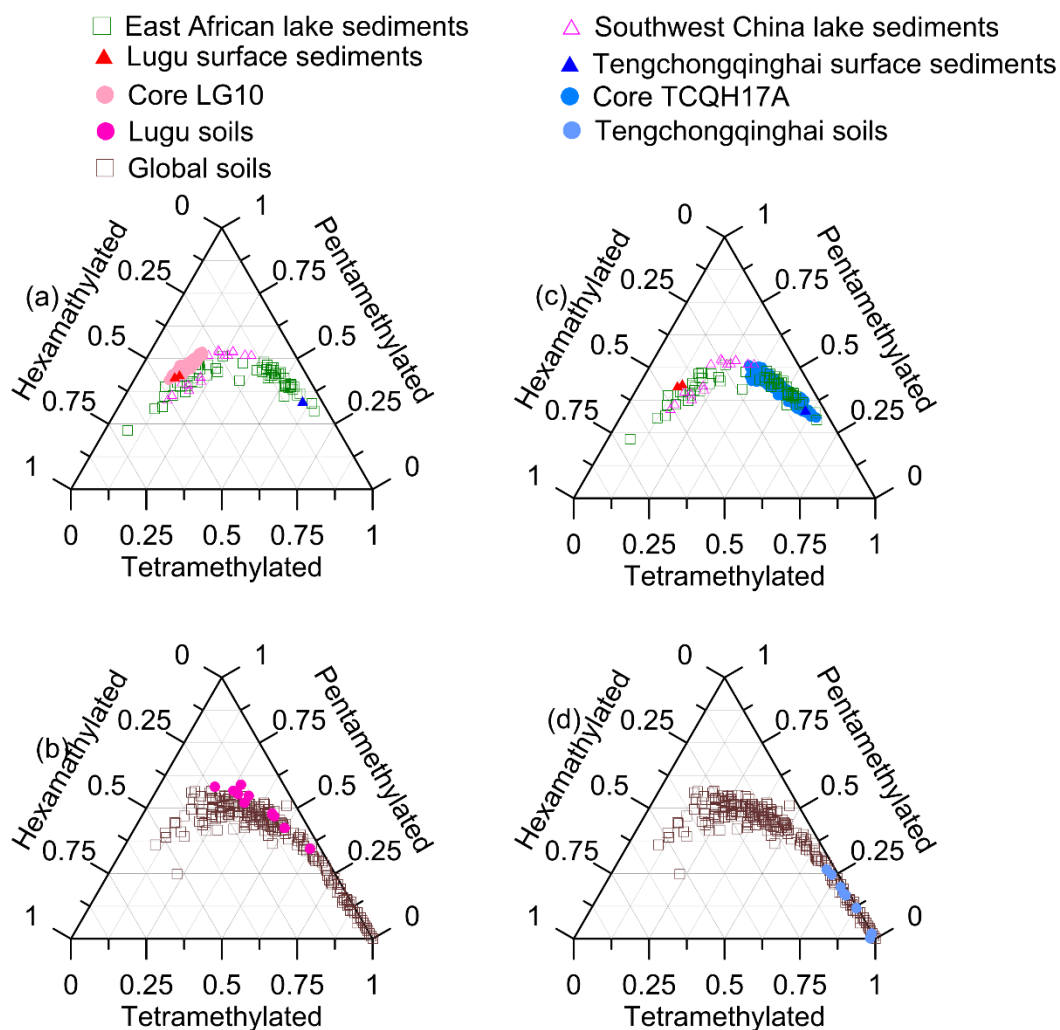 East African lake sediments
Lugu surface sediments
Core LG10
Lugu soils
Global soils
Southwest China lake sediments
Tengchongqinghai surface sediments
Core TCQH17A
Tengchongqinghai soils
(a)
Hexamathylated
Pentamethylated
Tetramethylated
0 0.25 0.5 0.75 1
1 0.75 0.5 0.25 0
0 0.25 0.5 0.75 1
(c)
Hexamathylated
Pentamethylated
Tetramethylated
0 0.25 0.5 0.75 1
1 0.75 0.5 0.25 0
0 0.25 0.5 0.75 1
(b)
Hexamathylated
Pentamethylated
Tetramethylated
0 0.25 0.5 0.75 1
1 0.75 0.5 0.25 0
0 0.25 0.5 0.75 1
(d)
Hexamathylated
Pentamethylated
Tetramethylated
0 0.25 0.5 0.75 1
1 0.75 0.5 0.25 0
0 0.25 0.5 0.75 1